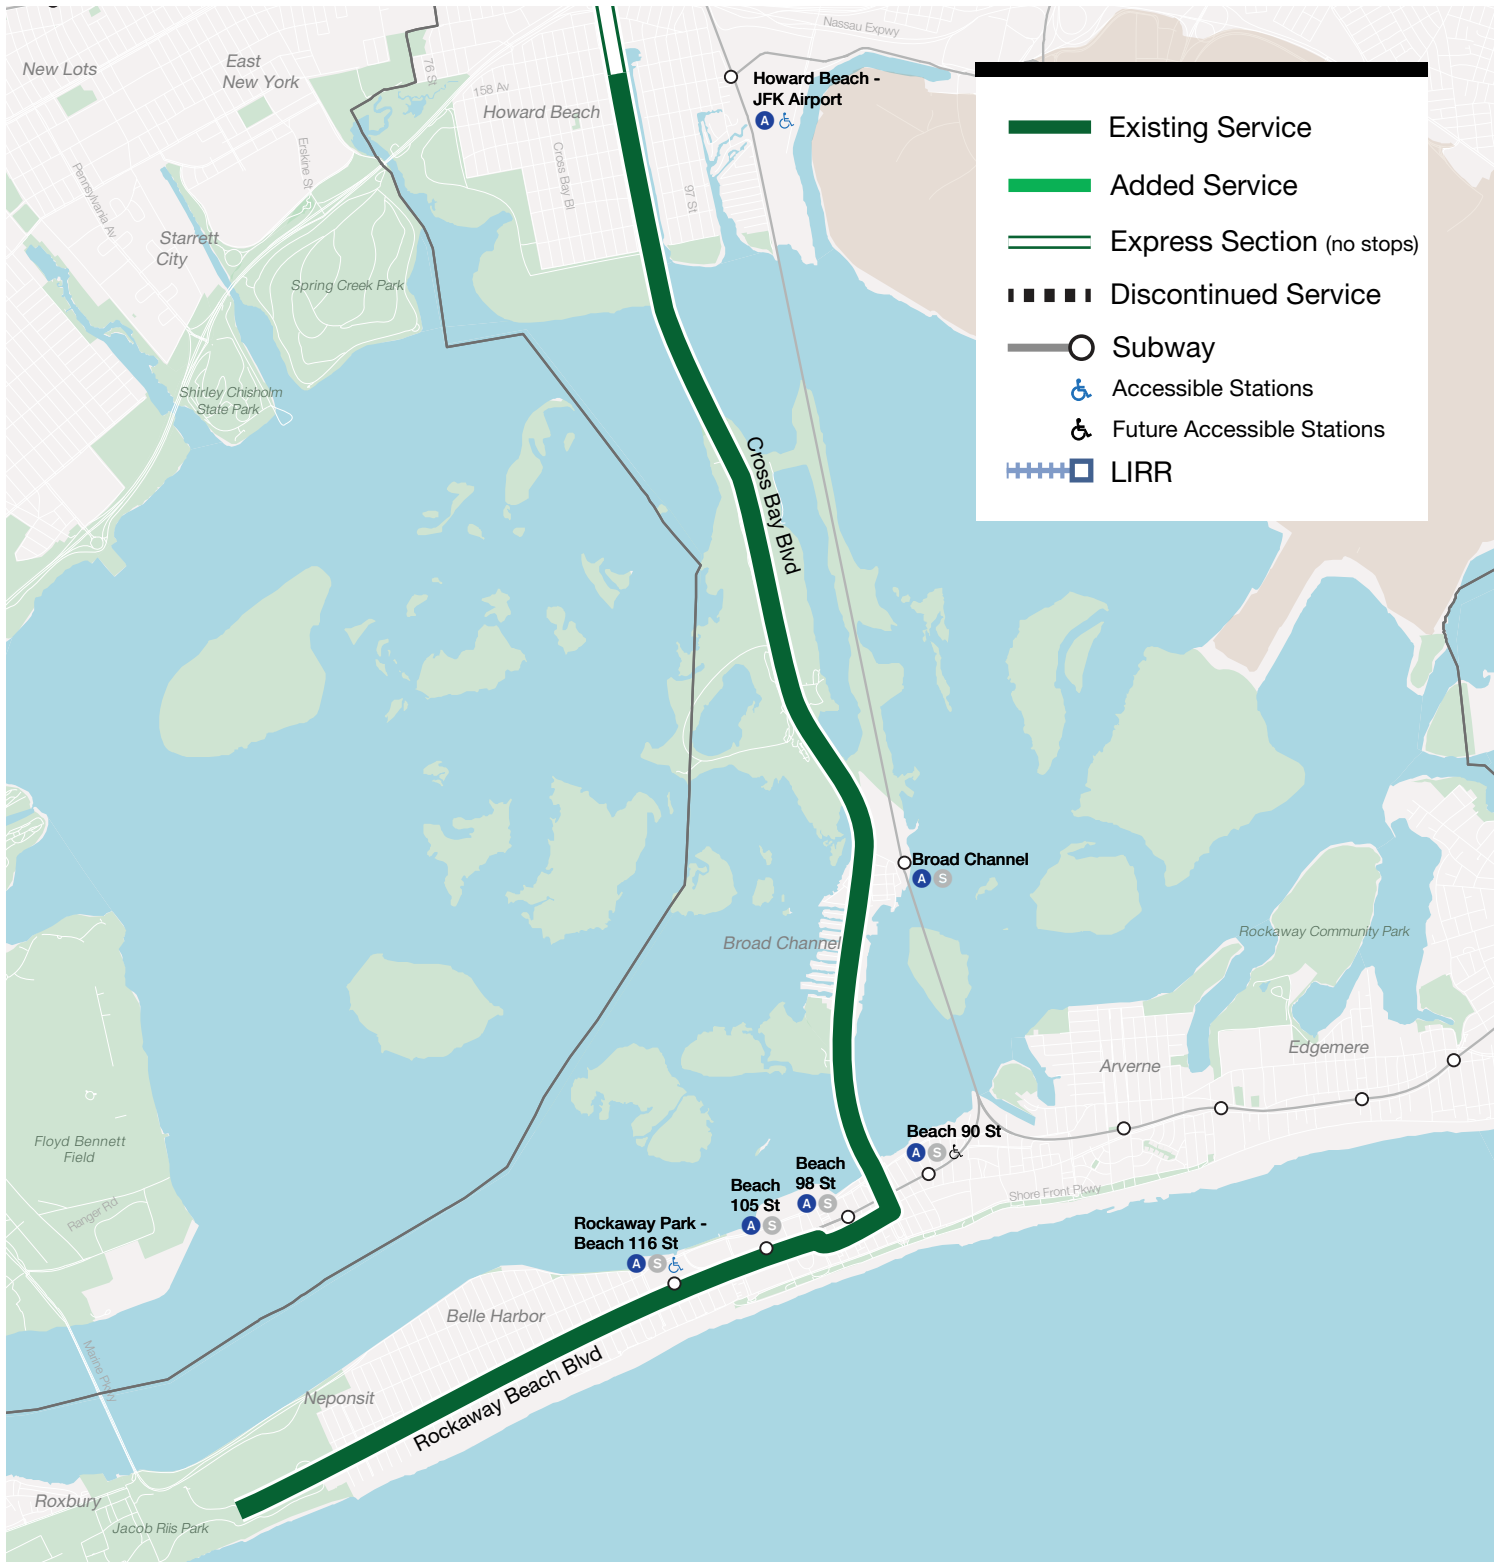 Nassau Expwy
New Lots
East
New York
76 St
158 Av
Howard Beach
Howard Beach -
JFK Airport
A
Existing Service
Added Service
Express Section (no stops)
Discontinued Service
Subway
Accessible Stations
Future Accessible Stations
LIRR
Erskine St
Cross Bay Bl
97 St
Pennsylvania Av
Starrett
City
Spring Creek Park
Shirley Chisholm
State Park
Cross Bay Blvd
Broad Channel
A S
Broad Channel
Rockaway Community Park
Edgemere
Arverne
Floyd Bennett
Field
Ranger Rd
Beach 90 St
A S
Beach
98 St
A S
Beach
105 St
A S
Rockaway Park -
Beach 116 St
A S
Shore Front Pkwy
Belle Harbor
Marine Pkwy
Rockaway Beach Blvd
Neponsit
Roxbury
Jacob Riis Park